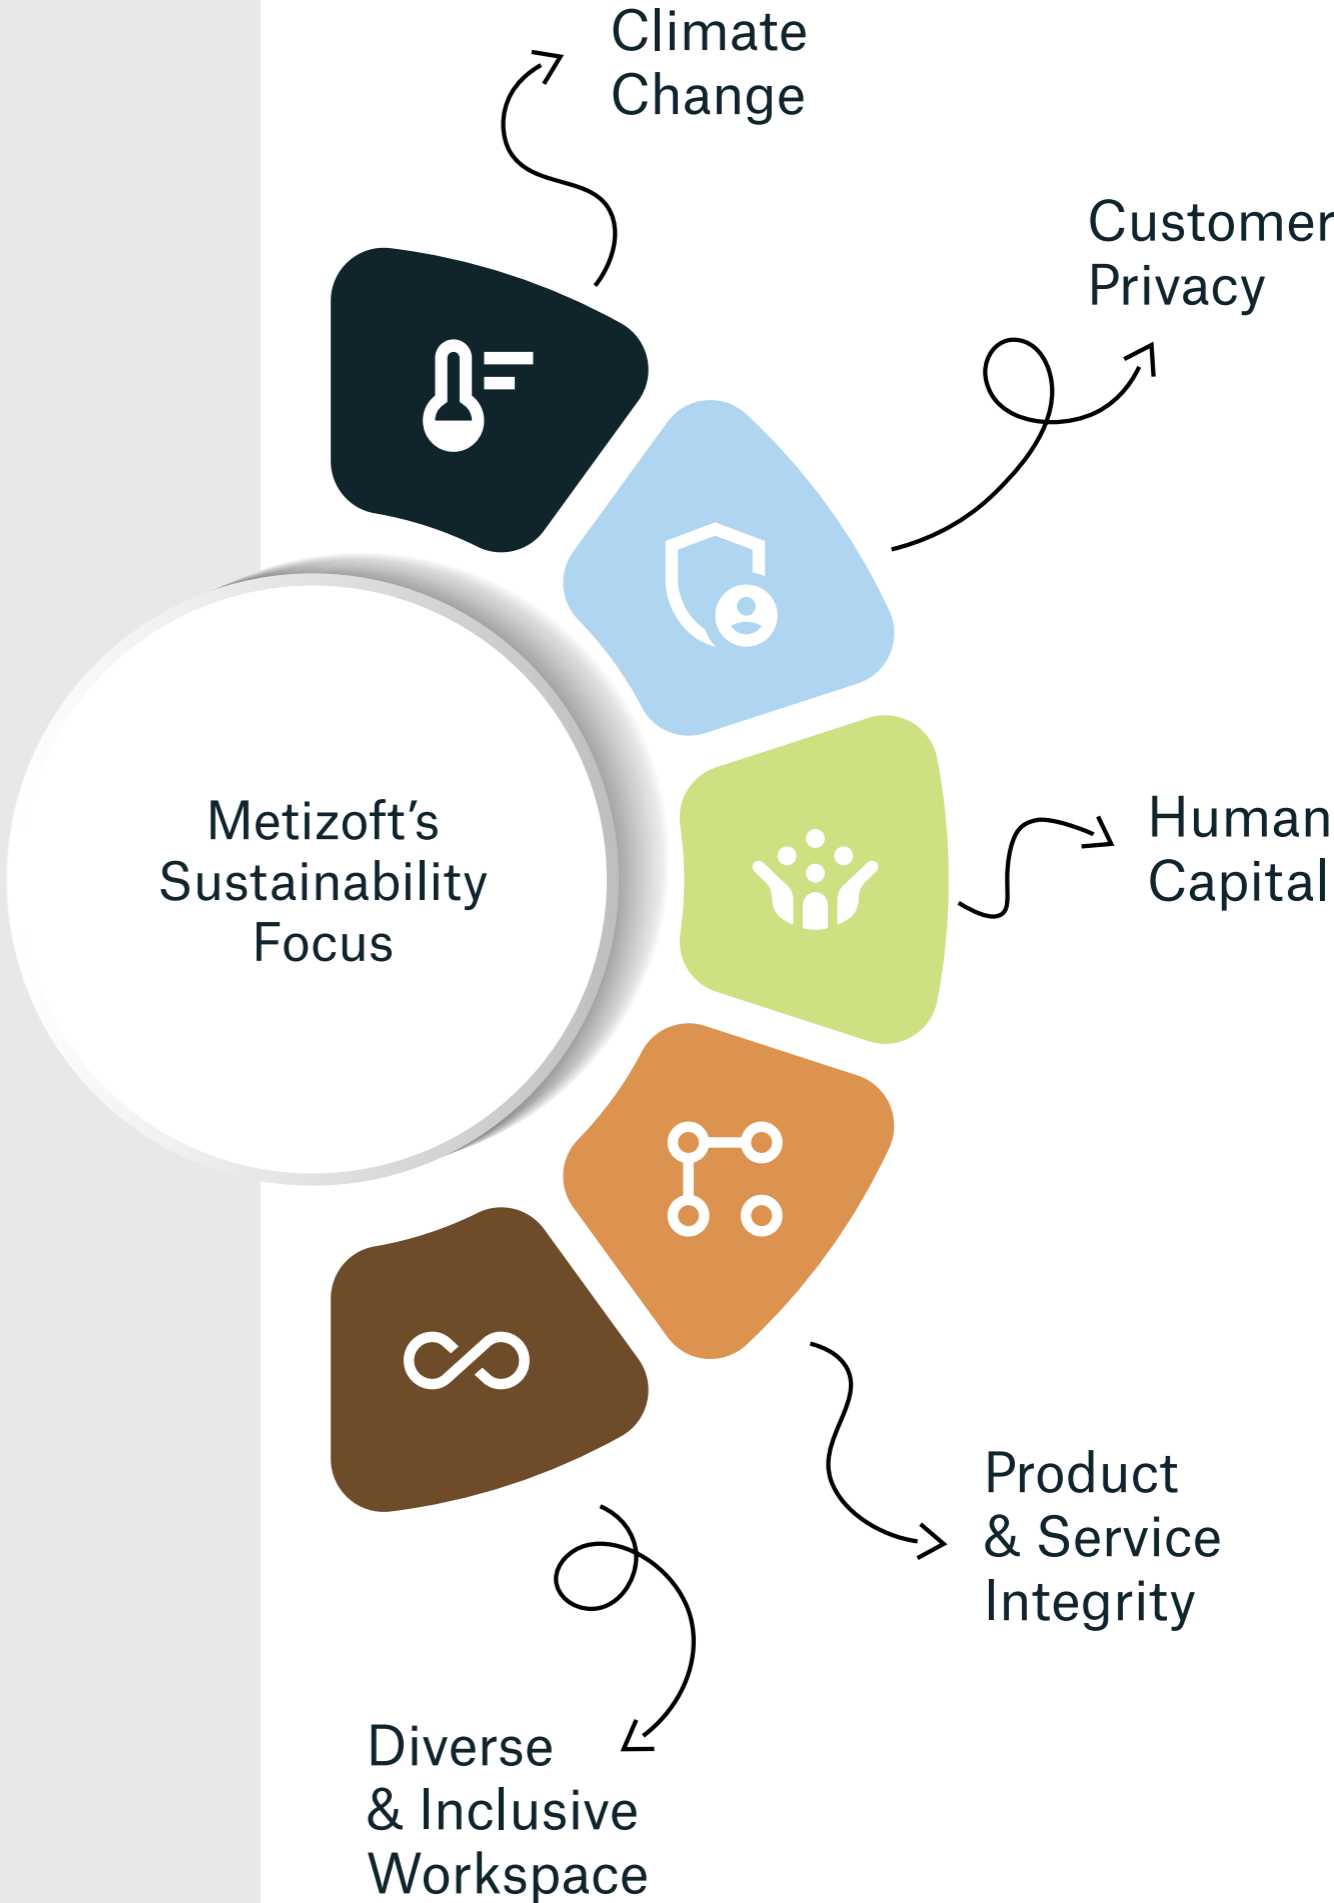 Climate
Change
Customer
Privacy
Metizoft’s
Sustainability
Focus
Human
Capital
Product
& Service
Integrity
Diverse
& Inclusive
Workspace